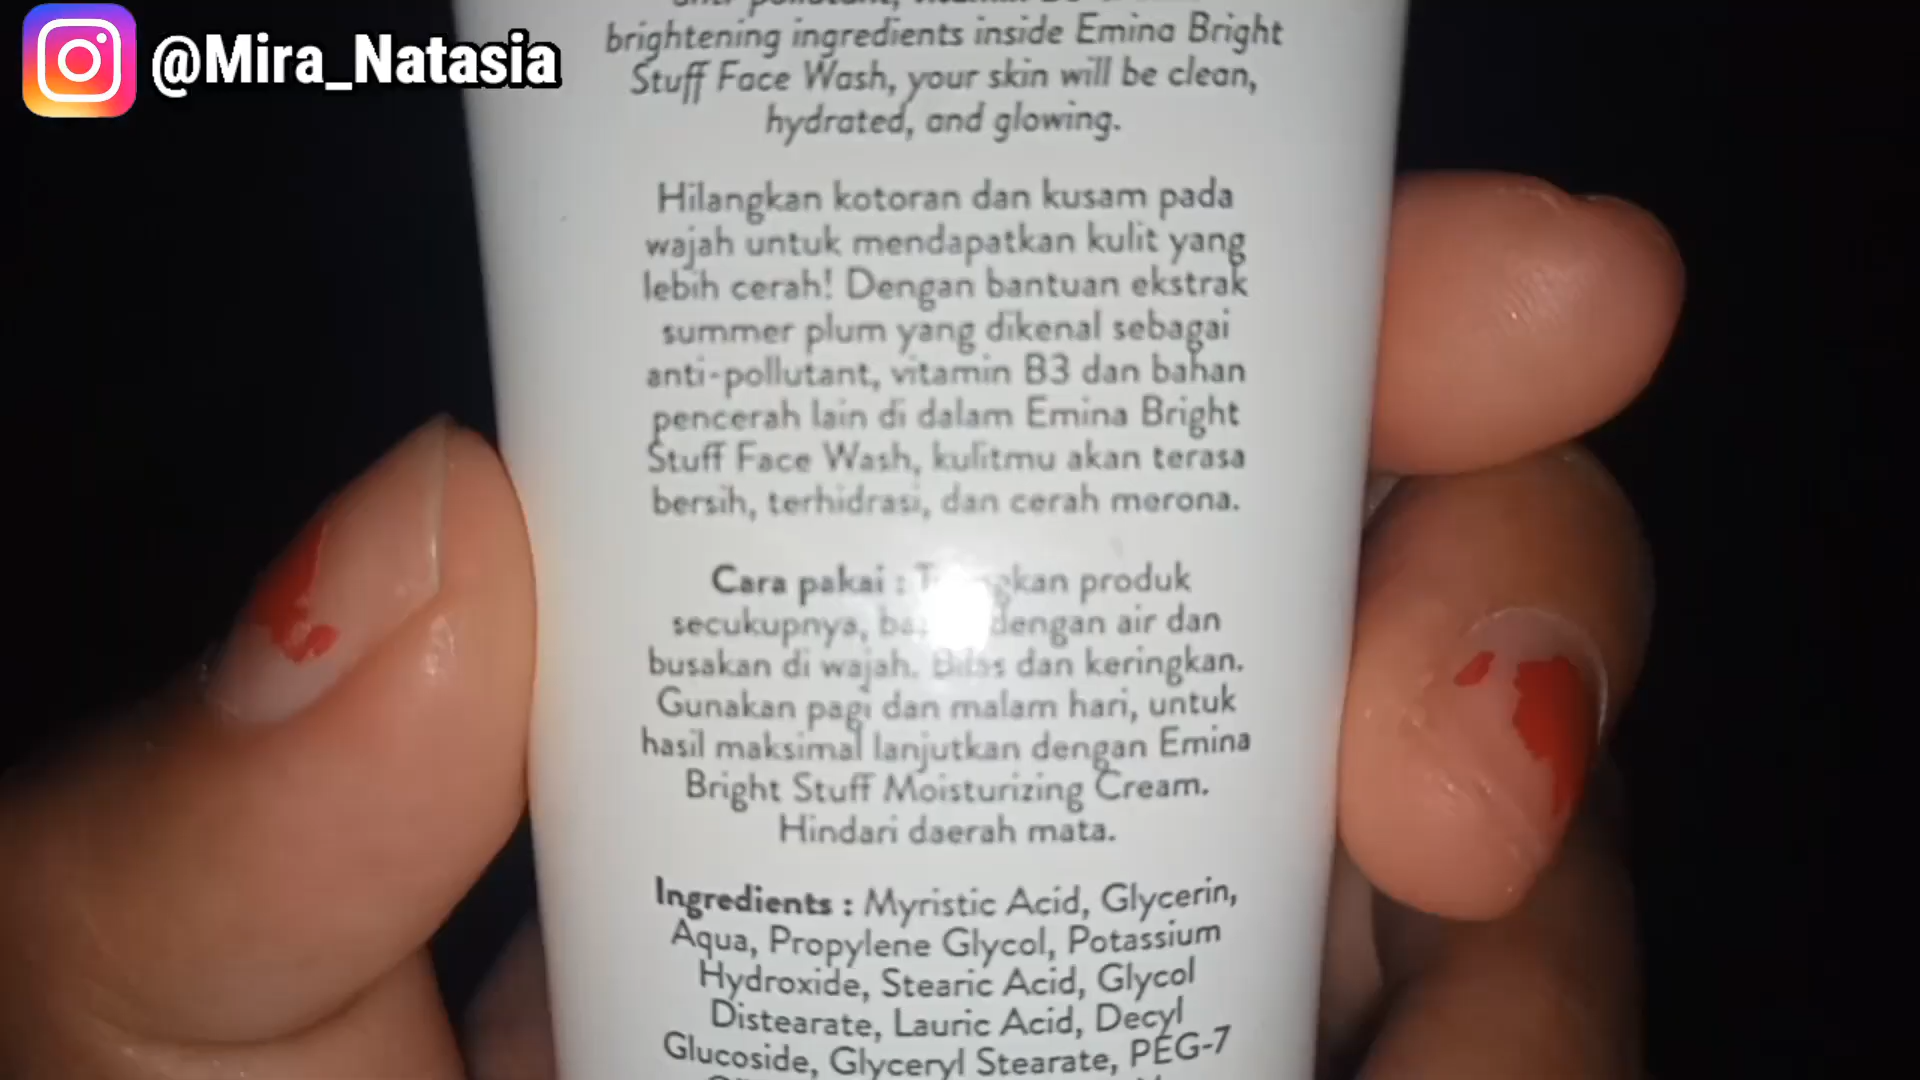 @Mira_Natasia
brightening ingredients inside Emina Bright
Stuff Face Wash, your skin will be clean,
hydrated, and glowing.
Hilangkan kotoran dan kusam pada
wajah untuk mendapatkan kulit yang
lebih cerah! Dengan bantuan ekstrak
summer plum yang dikenal sebagai
anti-pollutant, vitamin B3 dan bahan
pencerah lain di dalam Emina Bright
Stuff Face Wash, kulitmu akan terasa
bersih, terhidrasi, dan cerah merona.
Cara pakai : produk
secukupnya, dengan air dan
busakan di wajah. Bilas dan keringkan.
Gunakan pagi dan malam hari, untuk
hasil maksimal lanjutkan dengan Emina
Bright Stuff Moisturizing Cream.
Hindari daerah mata.
Ingredients : Myristic Acid, Glycerin,
Aqua, Propylene Glycol, Potassium
Hydroxide, Stearic Acid, Glycol
Distearate, Lauric Acid, Decyl
Glucoside, Glyceryl Stearate, PEG-7